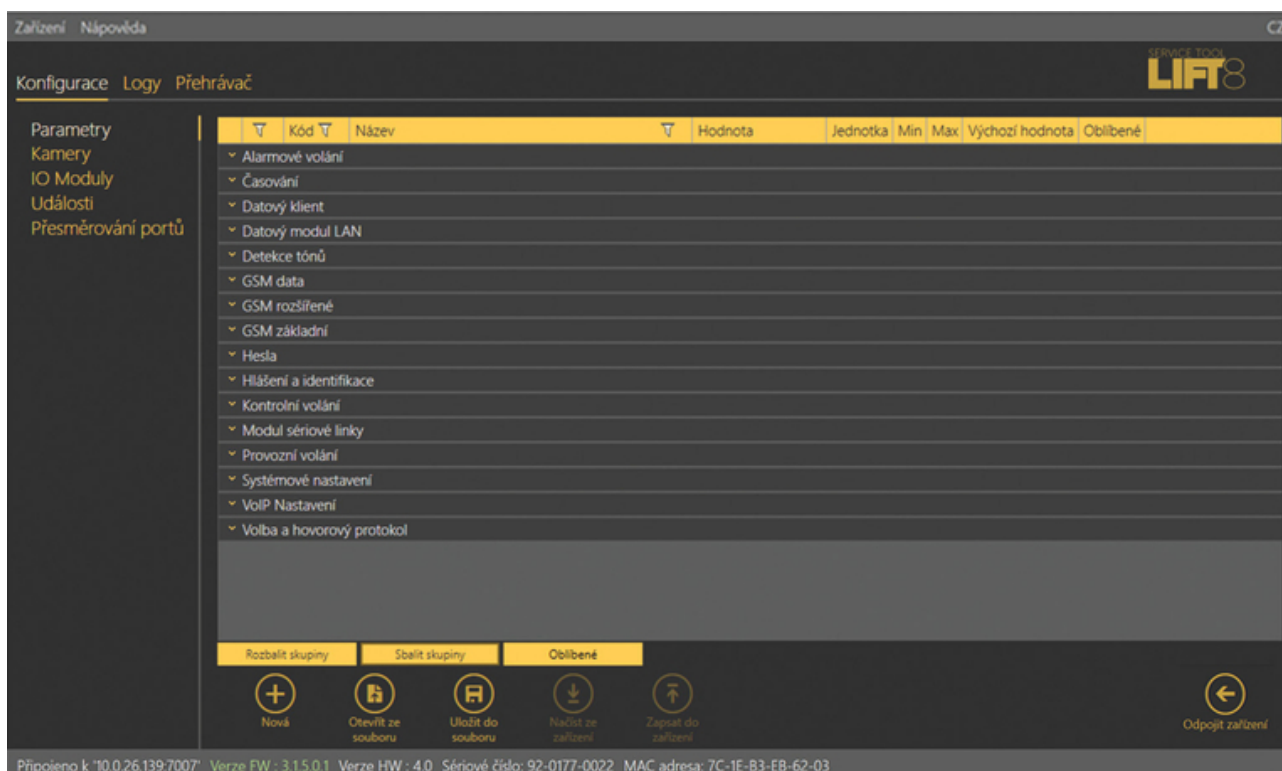 Zařízení Nápověda CZ
SERVICE TOOL
LIFT8
Konfigurace Logy Přehrávač
Parametry
Kamery
IO Moduly
Události
Přesměrování portů
Kód Název Hodnota Jednotka Min Max Výchozí hodnota Oblíbené
Alarmové volání
Časování
Datový klient
Datový modul LAN
Detekce tónů
GSM data
GSM rozšířené
GSM základní
Hesla
Hlášení a identifikace
Kontrolní volání
Modul sériové linky
Provozní volání
Systémové nastavení
VoIP Nastavení
Volba a hovorový protokol
Rozbalit skupiny Sbalit skupiny Oblíbené
Nová
Otevřít ze
souboru
Uložit do
souboru
Načíst ze
zařízení
Zapsat do
zařízení
Odpojit zařízení
Připojeno k '10.0.26.139:7007' Verze FW : 3.1.5.0.1 Verze HW : 4.0 Sériové číslo: 92-0177-0022 MAC adresa: 7C-1E-B3-EB-62-03